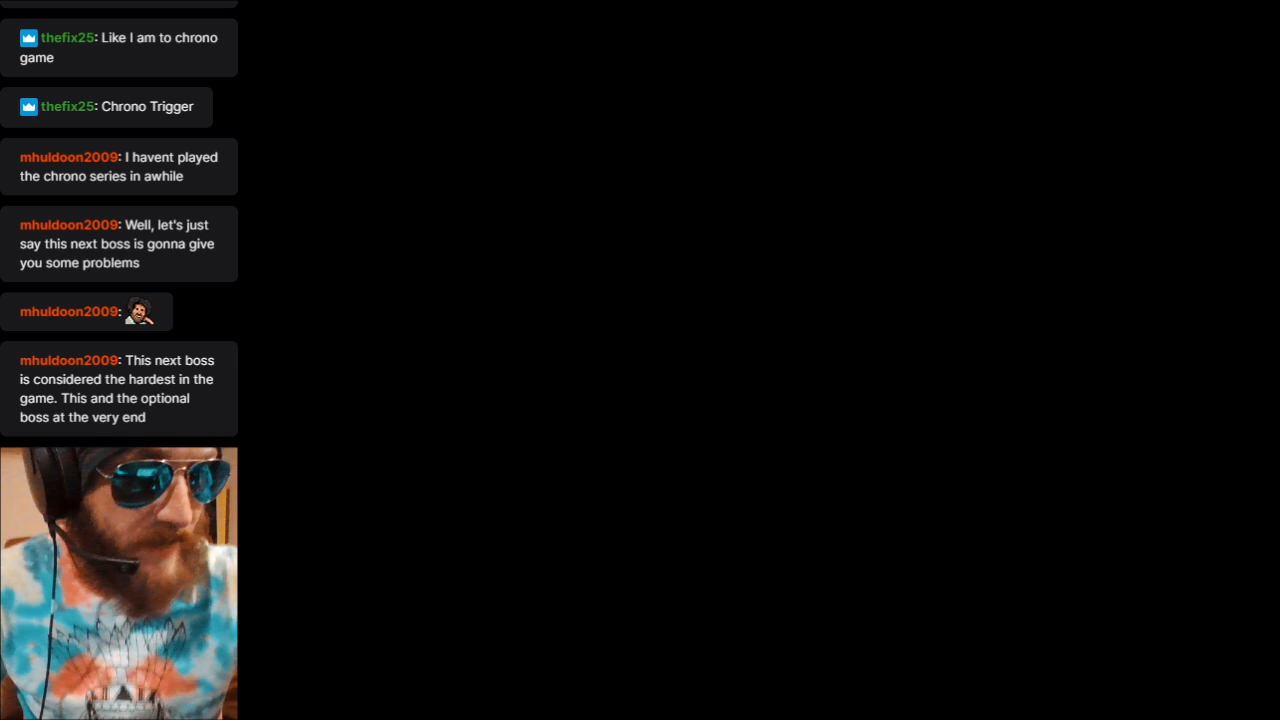 thefix25: Like I am to chrono
game
thefix25: Chrono Trigger
mhuldoon2009: I havent played
the chrono series in awhile
mhuldoon2009: Well, let's just
say this next boss is gonna give
you some problems
mhuldoon2009:
mhuldoon2009: This next boss
is considered the hardest in the
game. This and the optional
boss at the very end